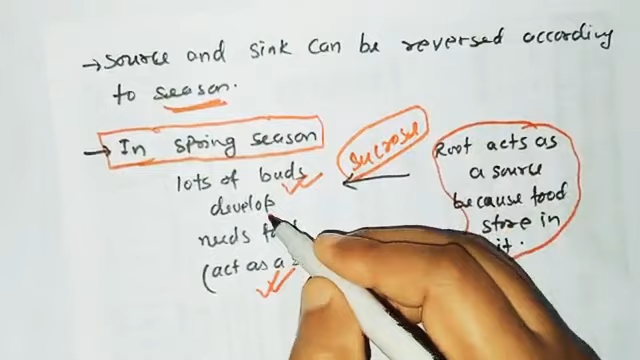 → source and sink can be reversed according
to season.
→ In spring season
lots of buds
develop
needs
(act as a
sucrose
Root acts as
a source
because food
store in
it.